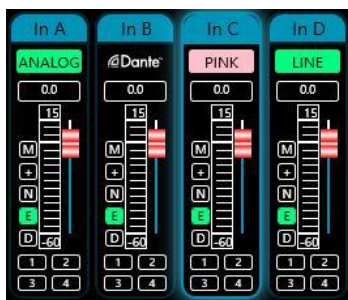 In A In B In C In D
ANALOG Dante™ PINK LINE
0.0 0.0 0.0 0.0
15 15 15 15
M M M M
+ + + +
N N N N
E E E E
D -60 D -60 D -60 D -60
1 2 1 2 1 2 1 2
3 4 3 4 3 4 3 4